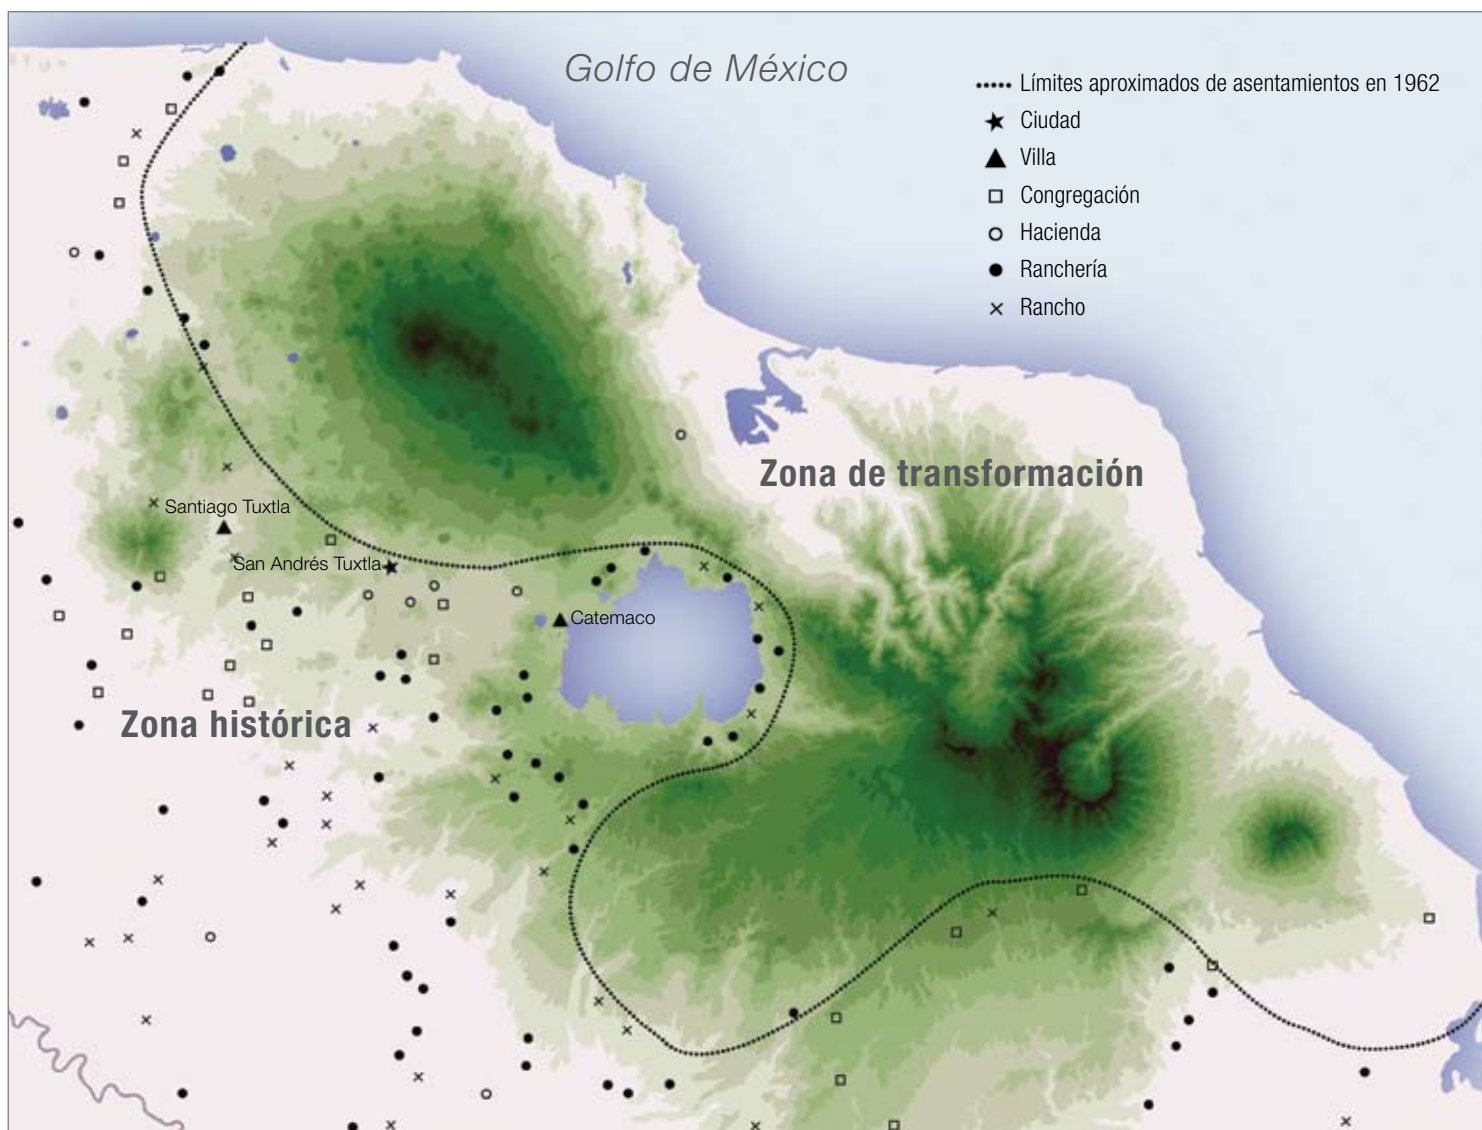 Golfo de México
Límites aproximados de asentamientos en 1962
Ciudad
Villa
Congregación
Hacienda
Ranchería
Rancho
Zona de transformación
Santiago Tuxtla
San Andrés Tuxtla
Catemaco
Zona histórica